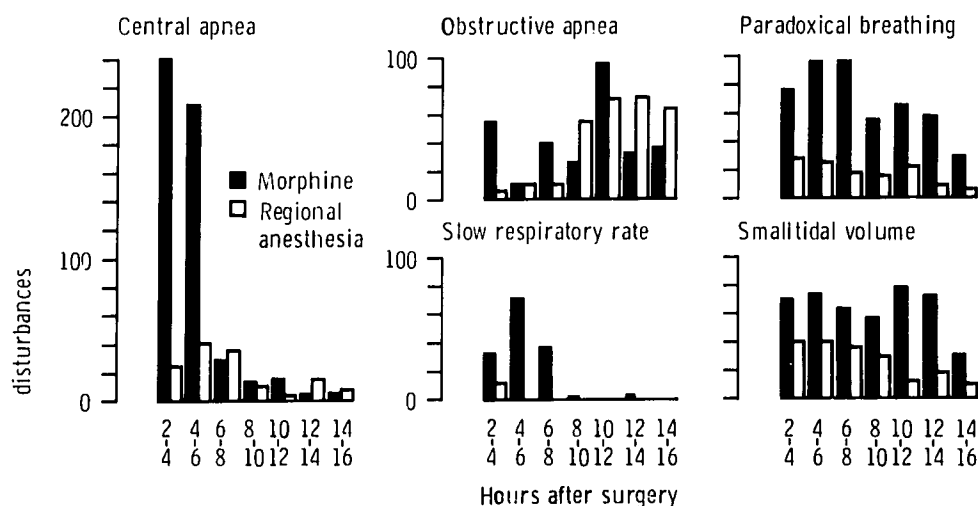 Central apnea
Obstructive apnea
Paradoxical breathing
200
100
0
disturbances
Morphine
Regional
anesthesia
100
0
Slow respiratory rate
100
0
Smalltidal volume
2 4 6 8 10 12 14
- - - - - - -
4 6 8 10 12 14 16
2 4 6 8 10 12 14
- - - - - - -
4 6 8 10 12 14 16
2 4 6 8 10 12 14
- - - - - - -
4 6 8 10 12 14 16
Hours after surgery